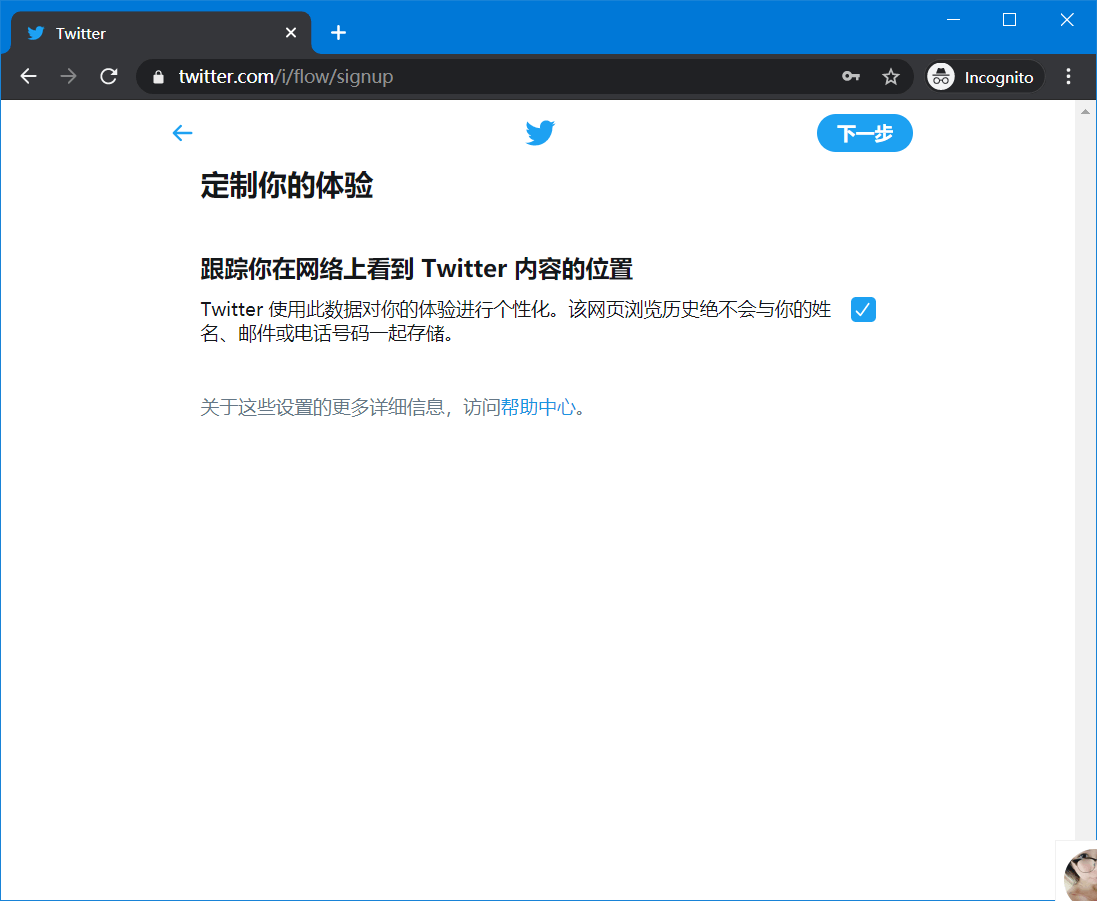 Twitter
twitter.com/i/flow/signup
Incognito
下一步
定制你的体验
跟踪你在网络上看到 Twitter 内容的位置
Twitter 使用此数据对你的体验进行个性化。该网页浏览历史绝不会与你的姓
名、邮件或电话号码一起存储。
关于这些设置的更多详细信息，访问帮助中心。